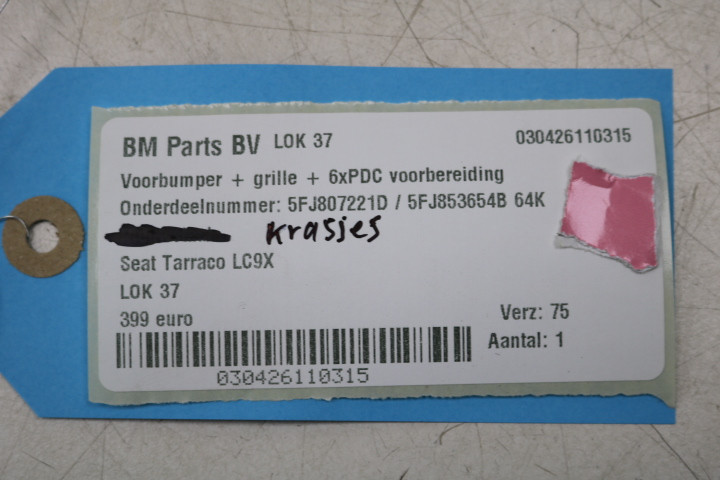 BM Parts BV LOK 37 030426110315
Voorbumper + grille + 6xPDC voorbereiding
Onderdeelnummer: 5FJ807221D / 5FJ853654B 64K
krasjes
Seat Tarraco LC9X
LOK 37
399 euro Verz: 75
Aantal: 1
030426110315